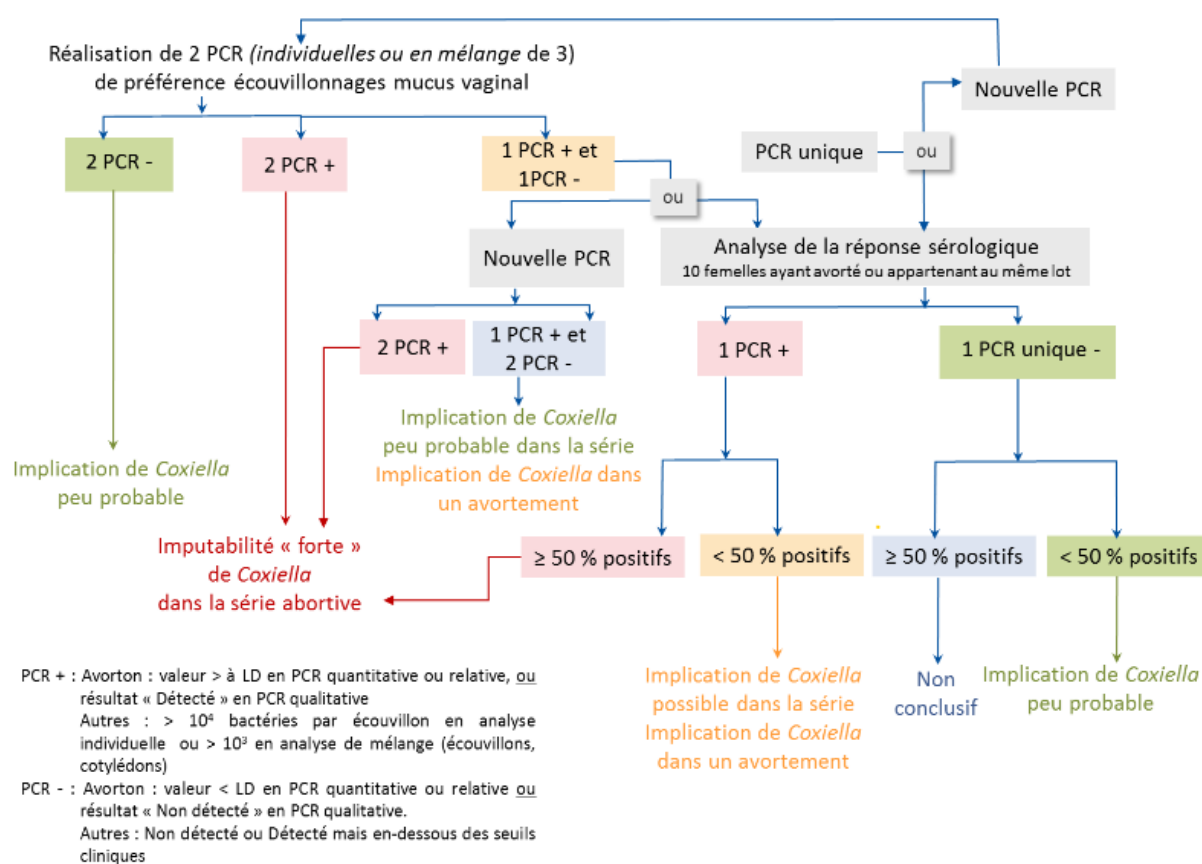 Réalisation de 2 PCR (individuelles ou en mélange de 3)
de préférence écouvillonnages mucus vaginal
Nouvelle PCR
PCR unique
ou
2 PCR -
2 PCR +
1 PCR + et
1PCR -
ou
Nouvelle PCR
Analyse de la réponse sérologique
10 femelles ayant avorté ou appartenant au même lot
2 PCR +
1 PCR + et
2 PCR -
1 PCR +
1 PCR unique -
Implication de Coxiella
peu probable
Implication de Coxiella
peu probable dans la série
Implication de Coxiella dans
un avortement
Imputabilité « forte »
de Coxiella
dans la série abortive
≥ 50 % positifs
< 50 % positifs
≥ 50 % positifs
< 50 % positifs
Implication de Coxiella
possible dans la série
Implication de Coxiella
dans un avortement
Non
conclusif
Implication de Coxiella
peu probable
PCR + : Avorton : valeur > à LD en PCR quantitative ou relative, ou
résultat « Détecté » en PCR qualitative
Autres : > 10⁴ bactéries par écouvillon en analyse
individuelle ou > 10³ en analyse de mélange (écouvillons,
cotylédons)
PCR - : Avorton : valeur < LD en PCR quantitative ou relative ou
résultat « Non détecté » en PCR qualitative.
Autres : Non détecté ou Détecté mais en-dessous des seuils
cliniques